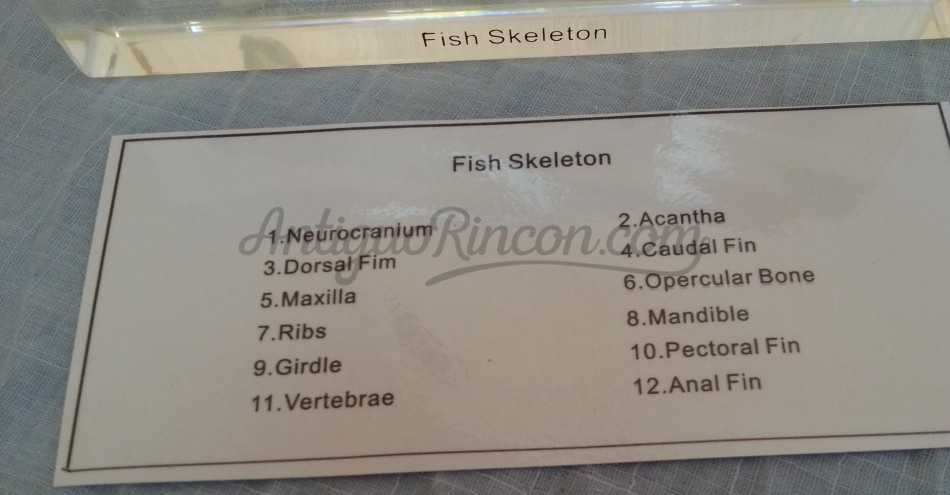 Fish Skeleton
Fish Skeleton
1.Neurocranium 2.Acantha
3.Dorsal Fim 4.Caudal Fin
5.Maxilla 6.Opercular Bone
7.Ribs 8.Mandible
9.Girdle 10.Pectoral Fin
11.Vertebrae 12.Anal Fin
AntiguoRincon.com